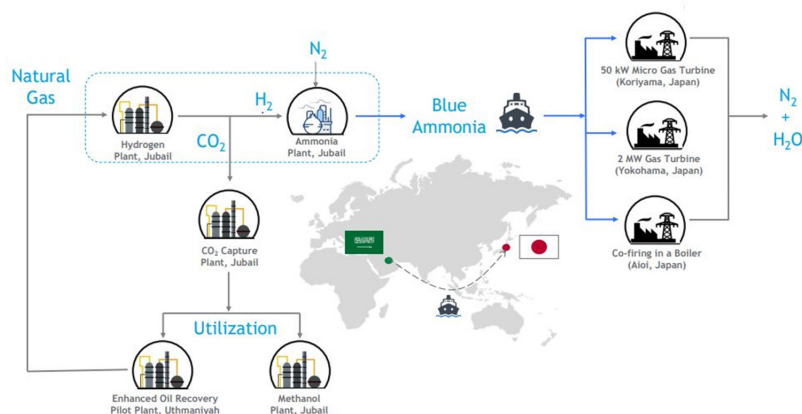 Natural
Gas
Hydrogen
Plant, Jubail
H2
CO2
N2
Ammonia
Plant, Jubail
Blue
Ammonia
50 kW Micro Gas Turbine
(Koriyama, Japan)
2 MW Gas Turbine
(Yokohama, Japan)
Co-firing in a Boiler
(Aioi, Japan)
N2
+
H2O
CO2 Capture
Plant, Jubail
Utilization
Enhanced Oil Recovery
Pilot Plant, Uthmaniyah
Methanol
Plant, Jubail